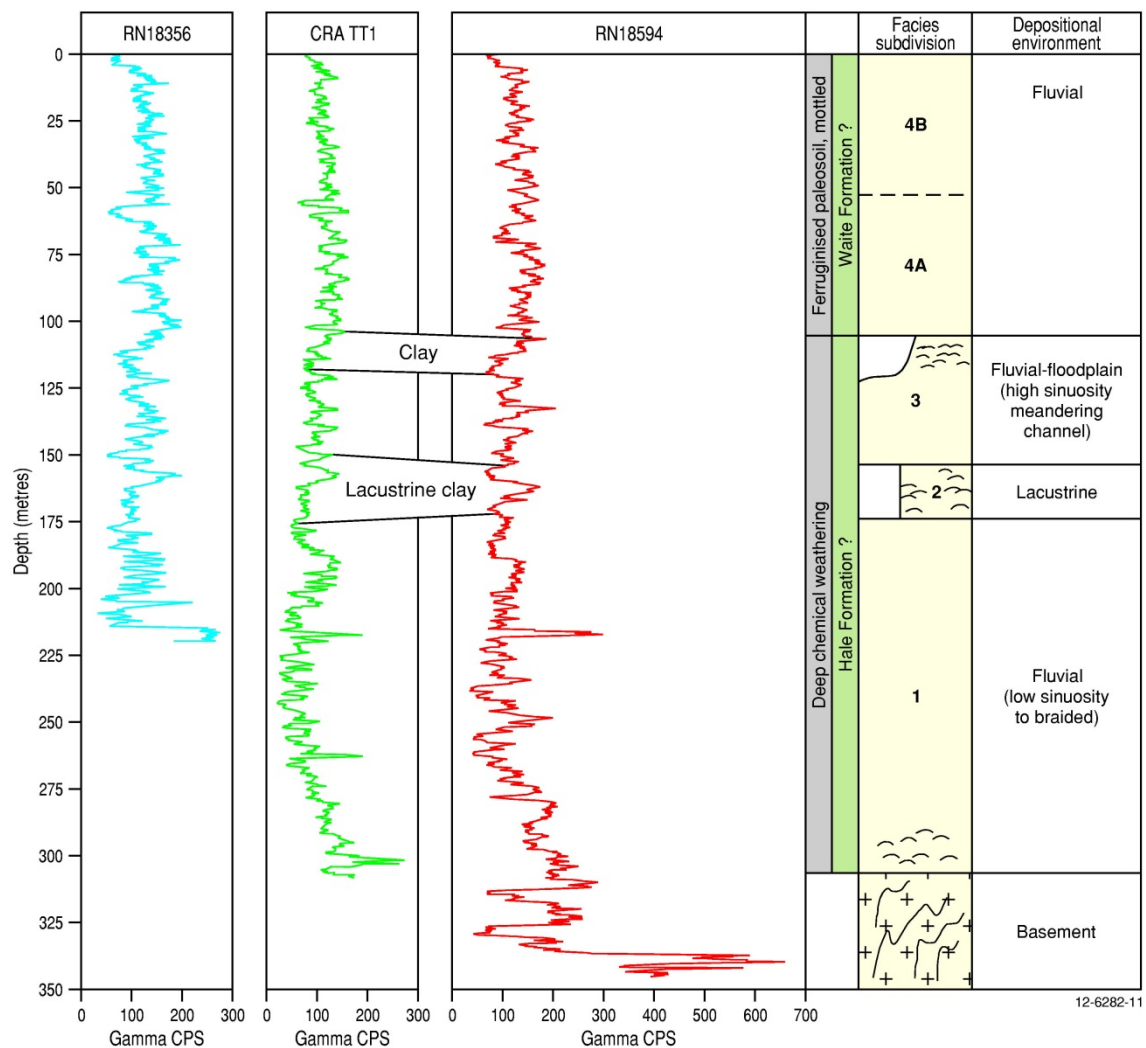 RN18356
CRA TT1
RN18594
Facies
subdivision
Depositional
environment
Depth (metres)
0
25
50
75
100
125
150
175
200
225
250
275
300
325
350
Clay
Lacustrine clay
Ferruginised paleosoil, mottled
Deep chemical weathering
Waite Formation ?
Hale Formation ?
4B
4A
3
2
1
Fluvial
Fluvial-floodplain
(high sinuosity
meandering
channel)
Lacustrine
Fluvial
(low sinuosity
to braided)
Basement
0 100 200 300
Gamma CPS
0 100 200 300
Gamma CPS
0 100 200 300 400 500 600 700
Gamma CPS
12-6282-11